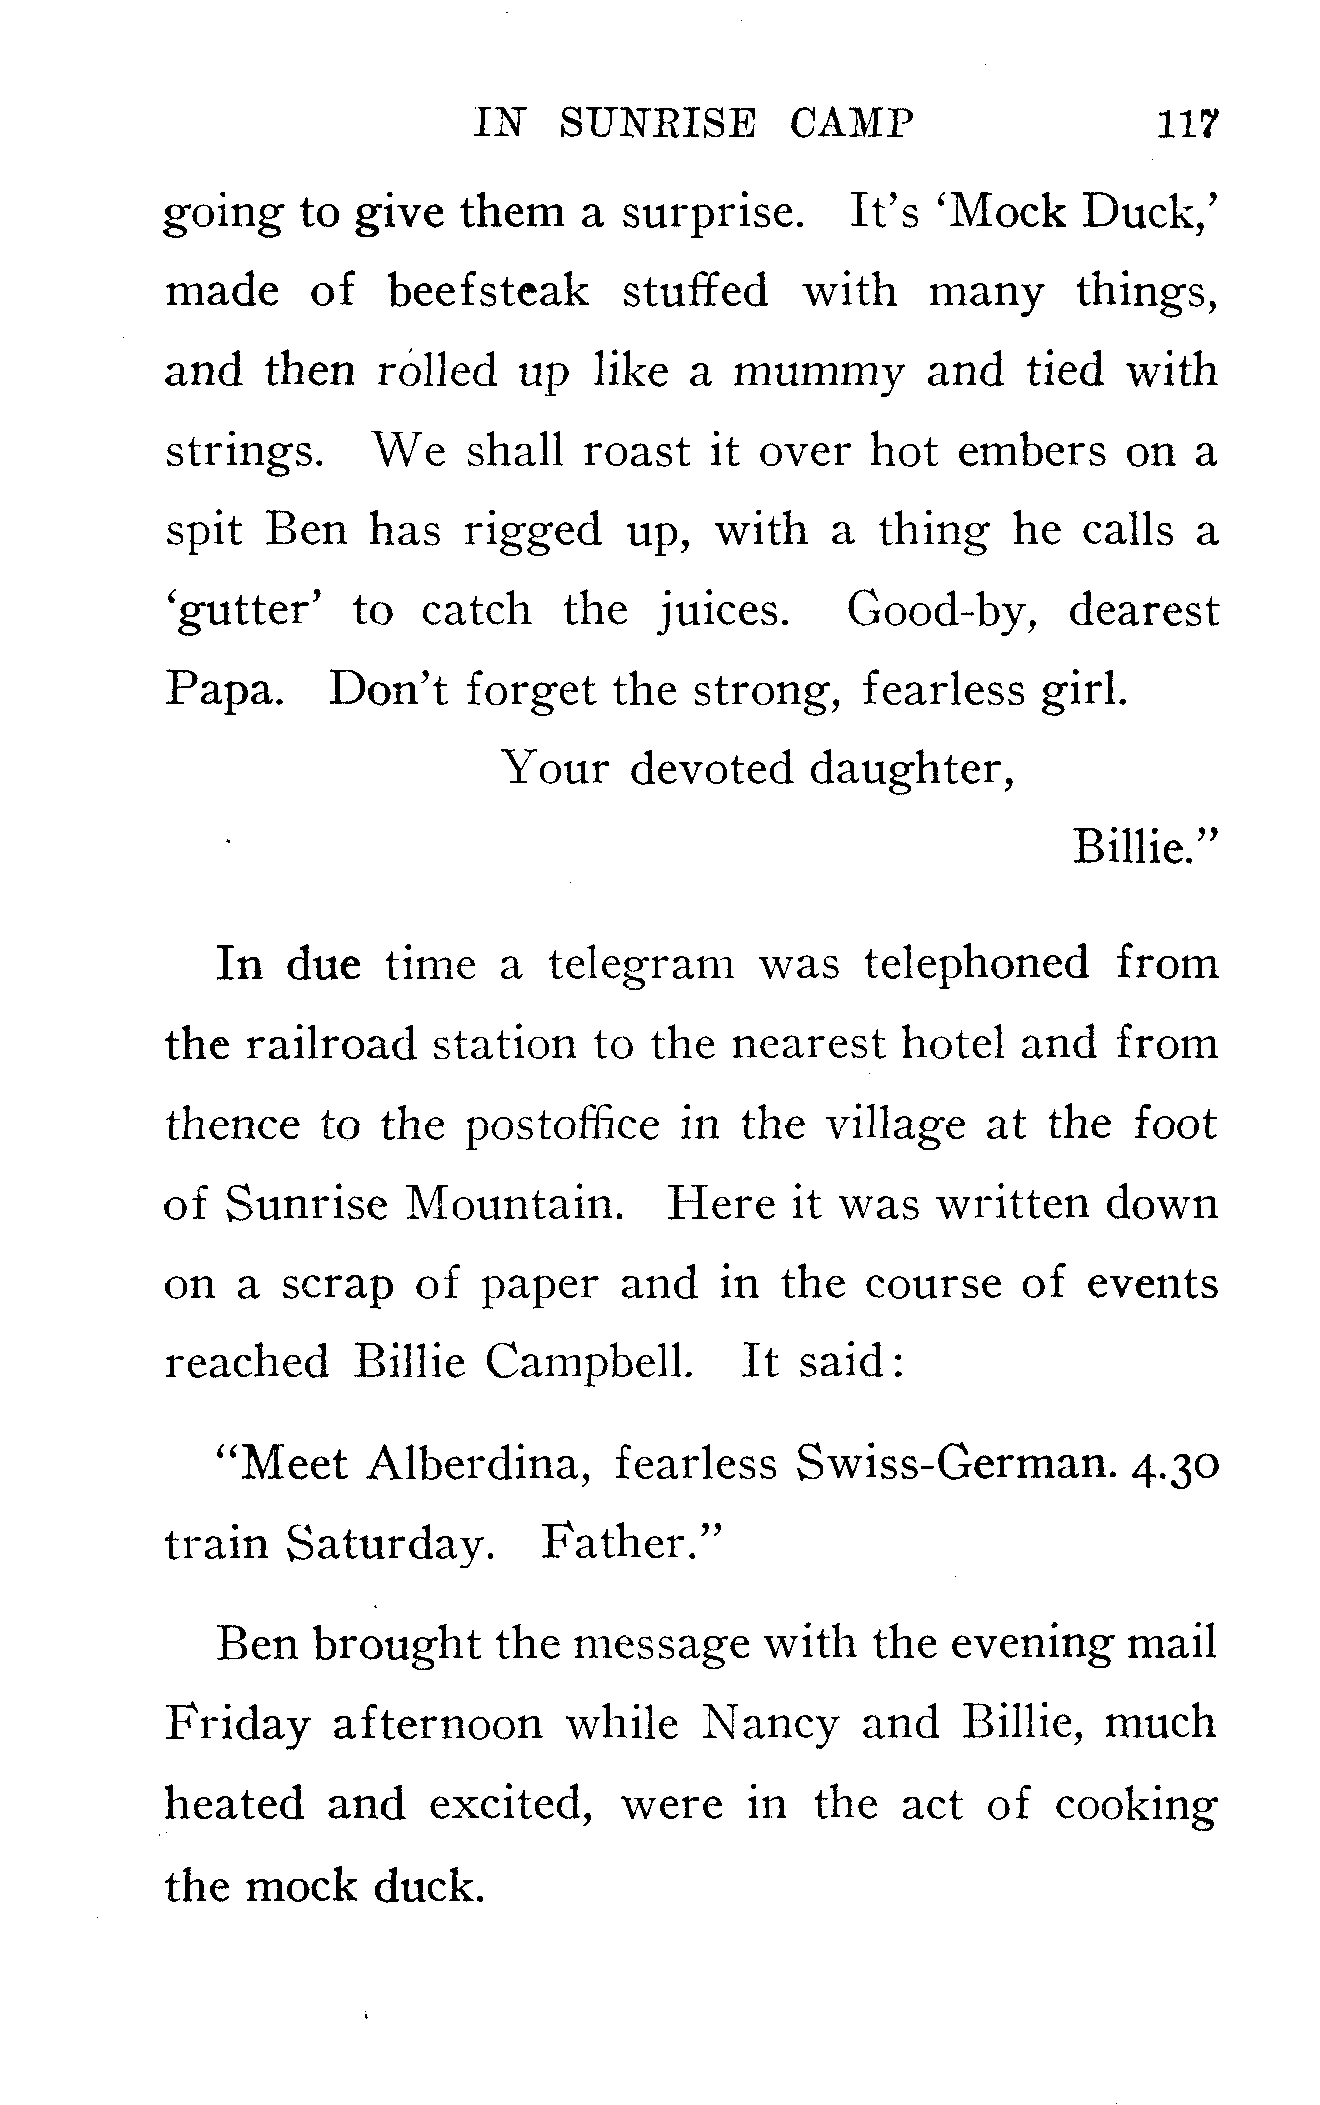 IN SUNRISE CAMP 117
going to give them a surprise. It's 'Mock Duck,'
made of beefsteak stuffed with many things,
and then rolled up like a mummy and tied with
strings. We shall roast it over hot embers on a
spit Ben has rigged up, with a thing he calls a
'gutter' to catch the juices. Good-by, dearest
Papa. Don't forget the strong, fearless girl.
Your devoted daughter,
Billie."
In due time a telegram was telephoned from
the railroad station to the nearest hotel and from
thence to the postoffice in the village at the foot
of Sunrise Mountain. Here it was written down
on a scrap of paper and in the course of events
reached Billie Campbell. It said:
"Meet Alberdina, fearless Swiss-German. 4.30
train Saturday. Father."
Ben brought the message with the evening mail
Friday afternoon while Nancy and Billie, much
heated and excited, were in the act of cooking
the mock duck.